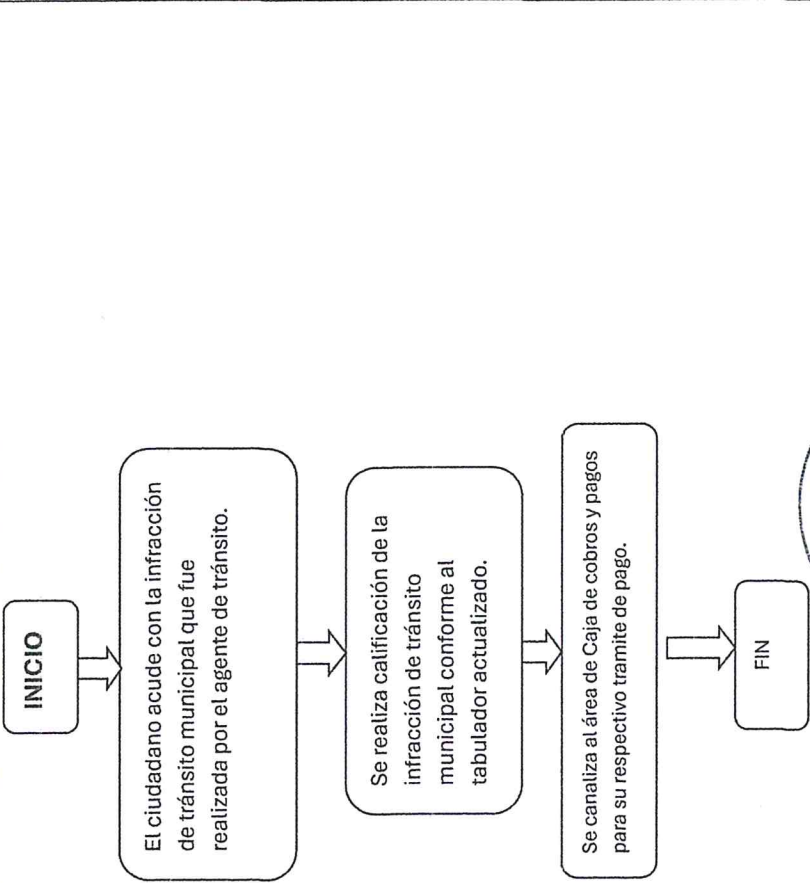 INICIO
El ciudadano acude con la infracción
de tránsito municipal que fue
realizada por el agente de tránsito.
Se realiza calificación de la
infracción de tránsito
municipal conforme al
tabulador actualizado.
Se canaliza al área de Caja de cobros y pagos
para su respectivo tramite de pago.
FIN